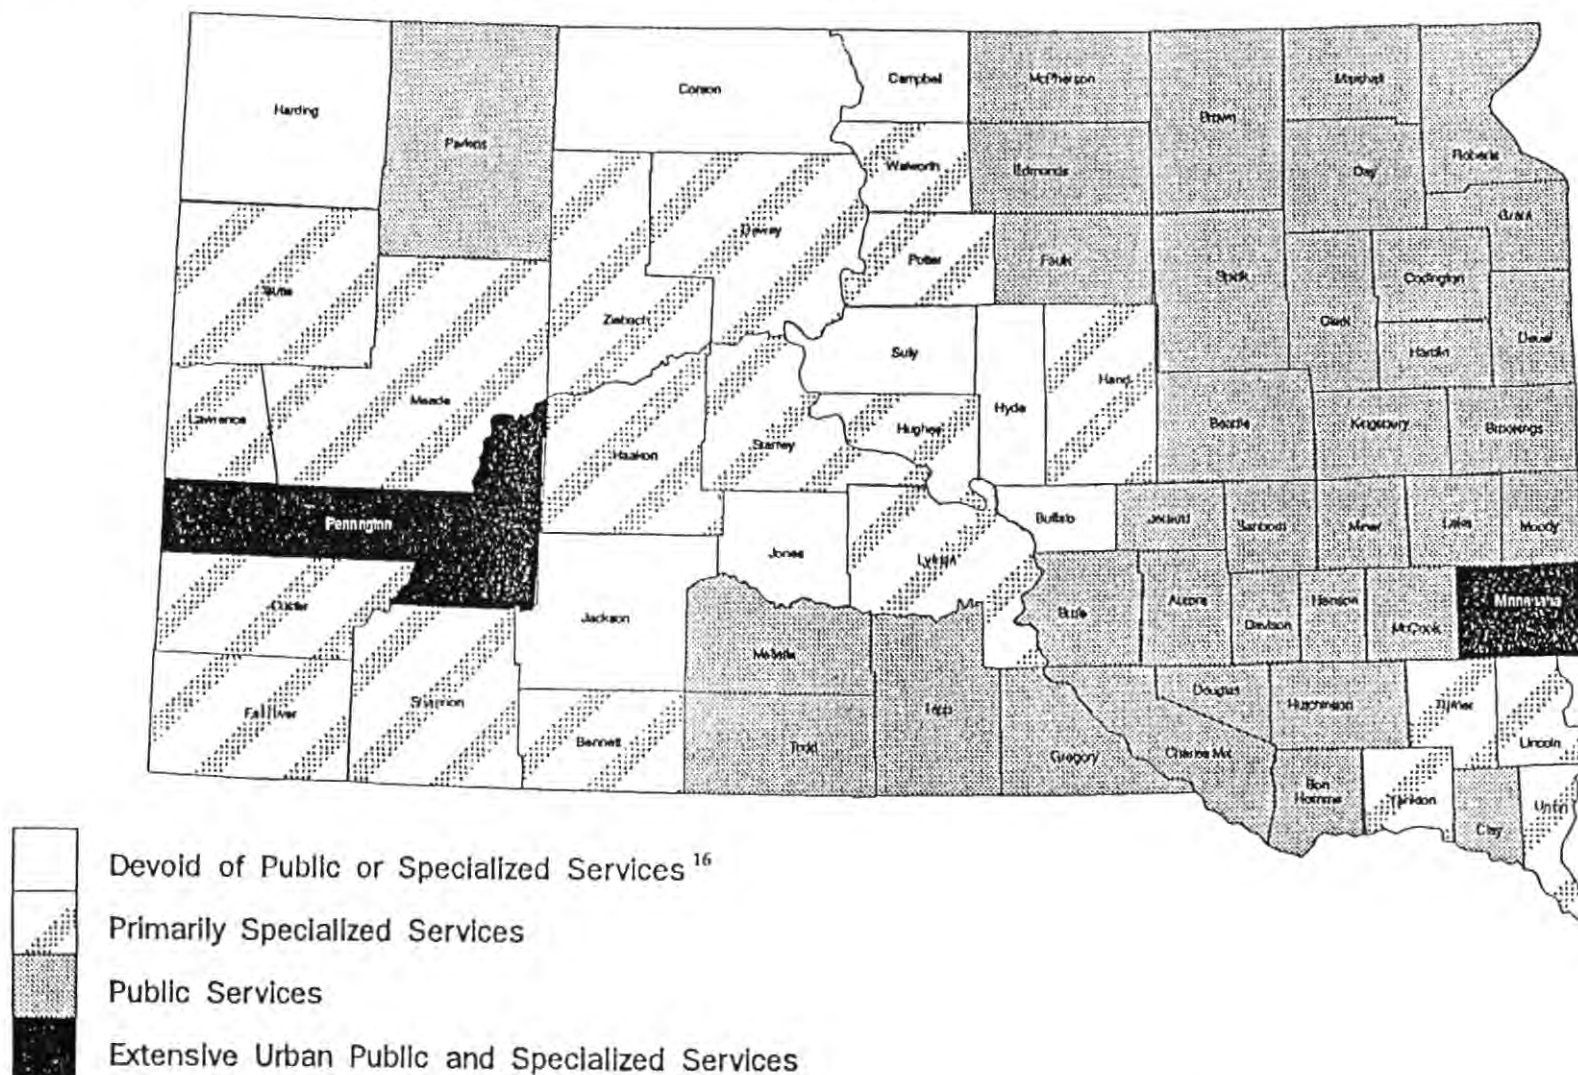 Harding
Perkins
Corson
Campbell
McPherson
Brown
Marshall
Roberts
Walworth
Edmonds
Day
Grant
Butte
Dewey
Potter
Faulk
Spink
Codington
Ziebach
Clark
Hamlin
Deuel
Sully
Lawrence
Meade
Hyde
Hand
Haakon
Stanley
Hughes
Beadle
Kingsbury
Brookings
Pennington
Jones
Lyman
Buffalo
Jerauld
Sanborn
Miner
Lake
Moody
Custer
Jackson
Brule
Aurora
Davison
Hanson
McCook
Minnehaha
Mellette
Fall River
Shannon
Bennett
Todd
Tripp
Gregory
Douglas
Charles Mix
Hutchinson
Turner
Lincoln
Bon
Homme
Yankton
Clay
Union
Devoid of Public or Specialized Services 16
Primarily Specialized Services
Public Services
Extensive Urban Public and Specialized Services